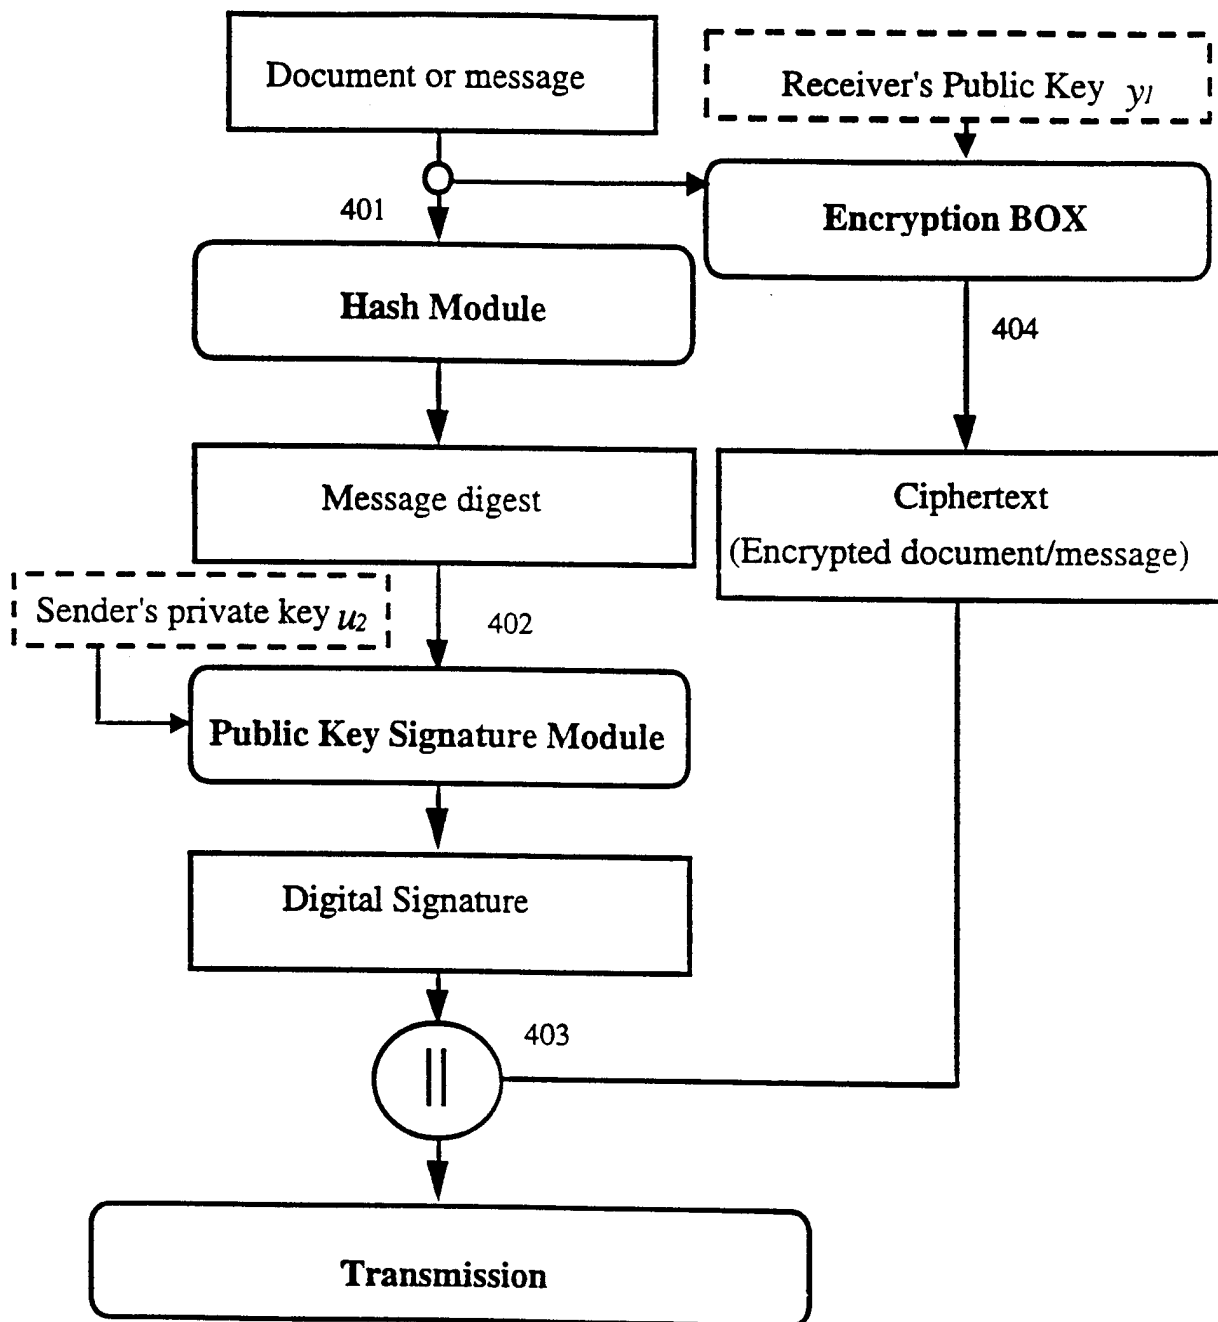 Document or message
Receiver's Public Key y1
401
Encryption BOX
Hash Module
404
Message digest
Ciphertext
(Encrypted document/message)
Sender's private key u2
402
Public Key Signature Module
Digital Signature
403
||
Transmission